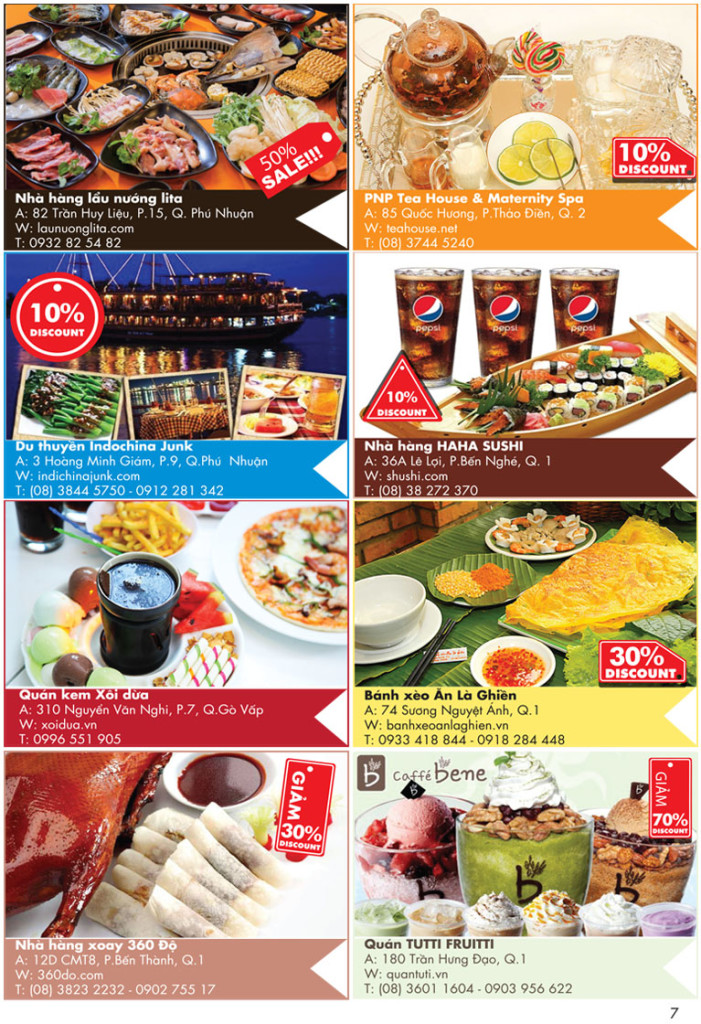 50%
SALE!!!
Nhà hàng lẩu nướng lita
A: 82 Trần Huy Liệu, P.15, Q. Phú Nhuận
W: launuonglita.com
T: 0932 82 54 82
10%
DISCOUNT
PNP Tea House & Maternity Spa
A: 85 Quốc Hương, P.Thảo Điền, Q. 2
W: teahouse.net
T: (08) 3744 5240
10%
DISCOUNT
Du thuyền Indochina Junk
A: 3 Hoàng Minh Giám, P.9, Q.Phú Nhuận
W: indichinajunk.com
T: (08) 3844 5750 - 0912 281 342
pepsi pepsi pepsi
10%
DISCOUNT
Nhà hàng HAHA SUSHI
A: 36A Lê Lợi, P.Bến Nghé, Q. 1
W: shushi.com
T: (08) 38 272 370
Quán kem Xôi dừa
A: 310 Nguyễn Văn Nghi, P.7, Q.Gò Vấp
W: xoidua.vn
T: 0996 551 905
30%
DISCOUNT
Bánh xèo Ăn Là Ghiền
A: 74 Sương Nguyệt Ánh, Q.1
W: banhxeoanlaghien.vn
T: 0933 418 844 - 0918 284 448
GIẢM
30%
DISCOUNT
Nhà hàng xoay 360 Độ
A: 12D CMT8, P.Bến Thành, Q.1
W: 360do.com
T: (08) 3823 2232 - 0902 755 17
b caffé bene
GIẢM
70%
DISCOUNT
b
b
Quán TUTTI FRUITTI
A: 180 Trần Hưng Đạo, Q.1
W: quantuti.vn
T: (08) 3601 1604 - 0903 956 622
7